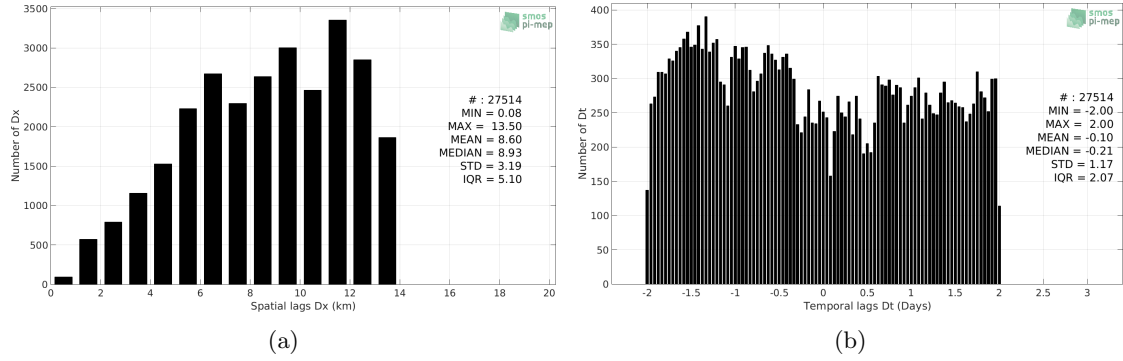 3500
3000
2500
2000
1500
1000
500
0
Number of Dx
0 2 4 6 8 10 12 14 16 18 20
Spatial lags Dx (km)
smos
pi-mep
# : 27514
MIN = 0.08
MAX = 13.50
MEAN = 8.60
MEDIAN = 8.93
STD = 3.19
IQR = 5.10
(a)
400
350
300
250
200
150
100
50
0
Number of Dt
-2 -1.5 -1 -0.5 0 0.5 1 1.5 2 2.5 3
Temporal lags Dt (Days)
smos
pi-mep
# : 27514
MIN = -2.00
MAX = 2.00
MEAN = -0.10
MEDIAN = -0.21
STD = 1.17
IQR = 2.07
(b)